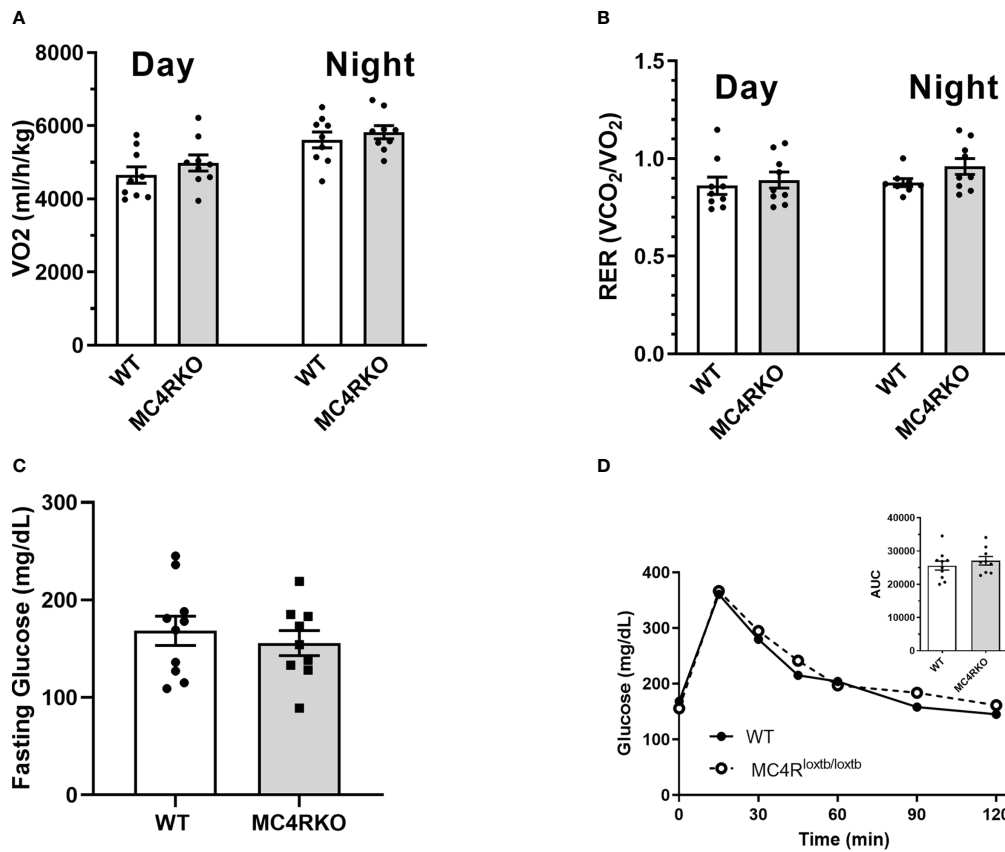 A
VO2 (ml/h/kg)
8000
6000
4000
2000
0
Day
Night
WT
MC4RKO
WT
MC4RKO
B
RER (VCO₂/VO₂)
1.5
1.0
0.5
0.0
Day
Night
WT
MC4RKO
WT
MC4RKO
C
Fasting Glucose (mg/dL)
300
200
100
0
WT
MC4RKO
D
Glucose (mg/dL)
400
300
200
100
0
0 30 60 90 120
Time (min)
WT
MC4R^loxtb/loxtb
AUC
40000
30000
20000
10000
0
WT
MC4RKO